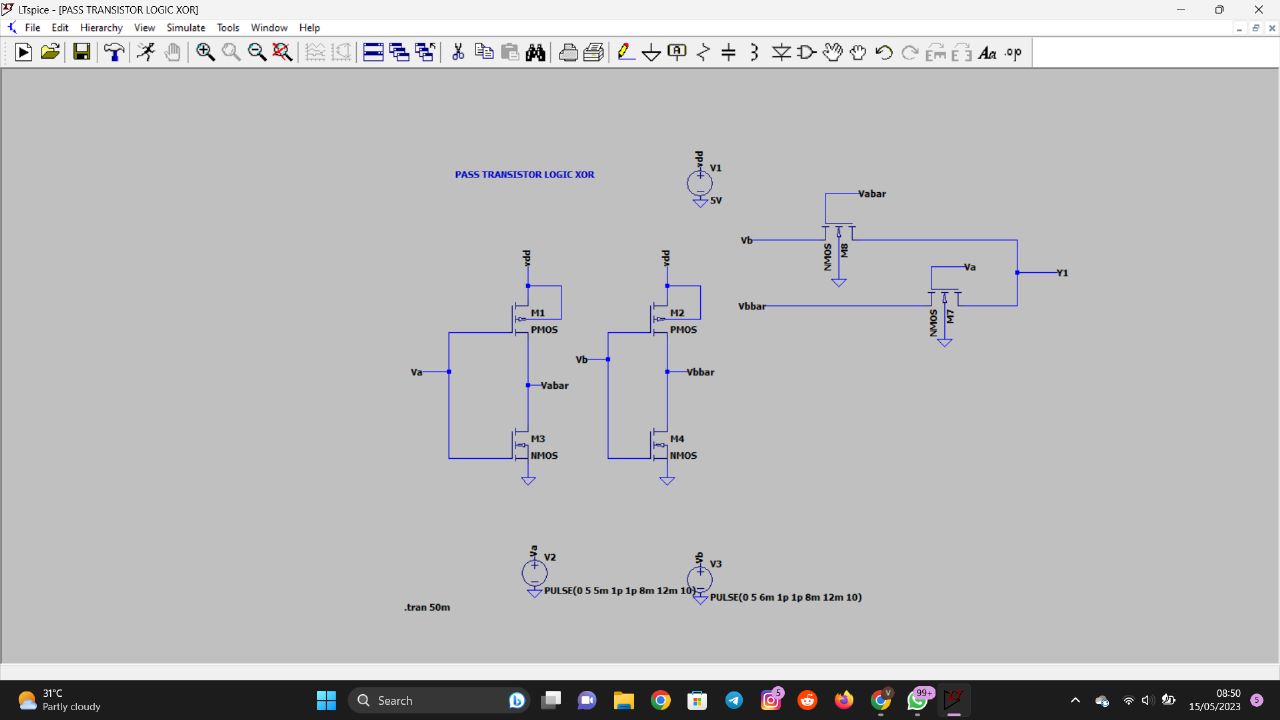 LTspice - [PASS TRANSISTOR LOGIC XOR]
File Edit Hierarchy View Simulate Tools Window Help
.op
PASS TRANSISTOR LOGIC XOR
vdd
V1
5V
Vabar
Vb
M8
NMOS
Va
Y1
Vbbar
M7
NMOS
vdd
M1
PMOS
vdd
M2
PMOS
Va
Vabar
Vb
Vbbar
M3
NMOS
M4
NMOS
Va
V2
PULSE(0 5 5m 1p 1p 8m 12m 10)
Vb
V3
PULSE(0 5 6m 1p 1p 8m 12m 10)
.tran 50m
31°C
Partly cloudy
Search
5
V
99+
08:50
15/05/2023
5